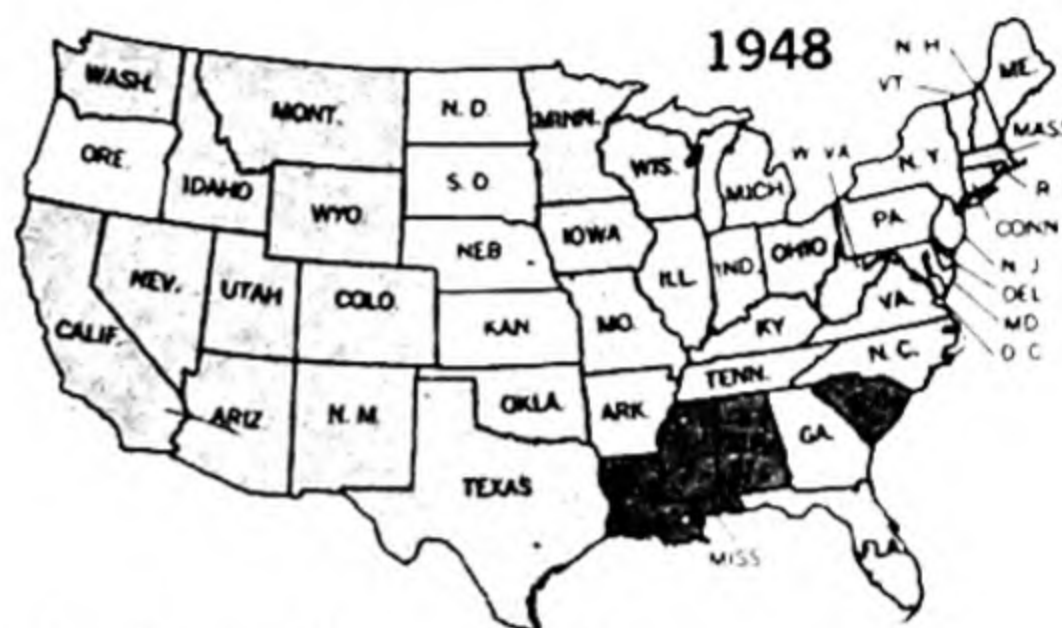 1948
N H
VT
ME.
WASH.
MONT.
N. D.
MINN.
MASS
ORE.
IDAHO
WYO.
S. D.
WIS.
MICH
W VA
N. Y.
R
CONN
NEB
IOWA
PA.
N J
NEV.
UTAH
COLO.
ILL.
IND.
OHIO
DEL
CALIF.
KAN
MO.
KY
VA.
MD
D C
N. C.
TENN.
ARIZ
N. M.
OKLA.
ARK.
GA.
TEXAS
MISS
FLA.